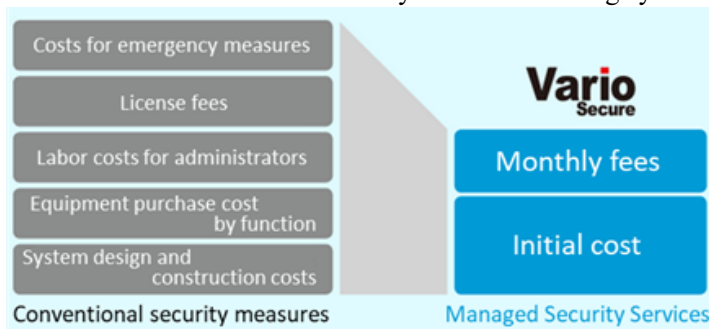 Costs for emergency measures
License fees
Labor costs for administrators
Equipment purchase cost
by function
System design and
construction costs
Conventional security measures
Vario
Secure
Monthly fees
Initial cost
Managed Security Services